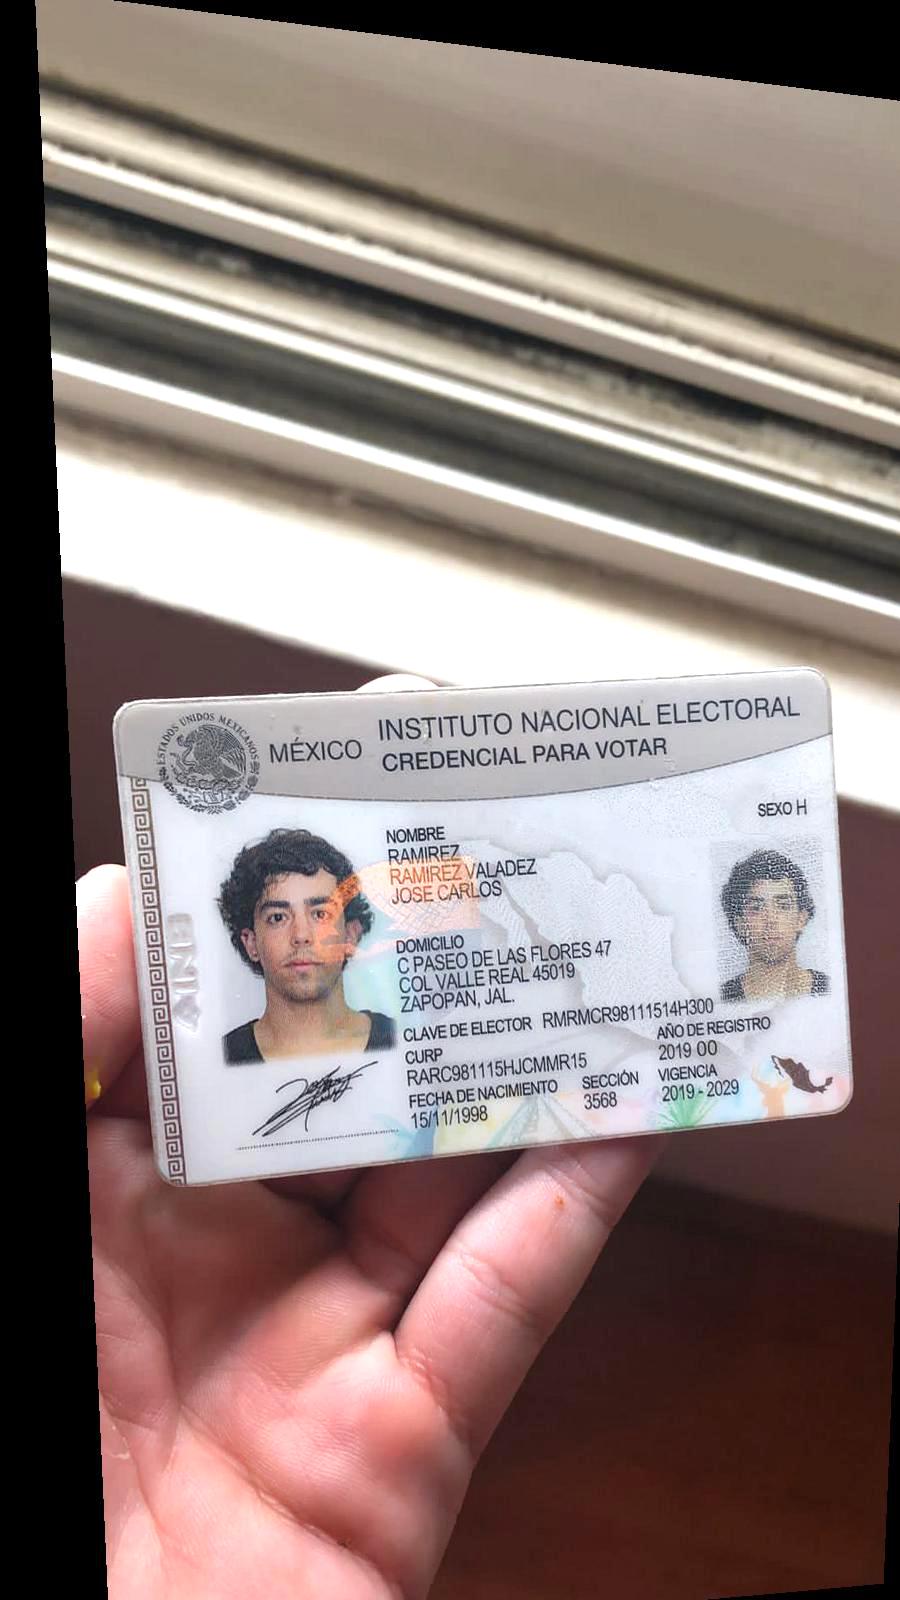 ESTADOS UNIDOS MEXICANOS
MÉXICO
INSTITUTO NACIONAL ELECTORAL
CREDENCIAL PARA VOTAR
SEXO H
NOMBRE
RAMIREZ
RAMIREZ VALADEZ
JOSE CARLOS
DOMICILIO
C PASEO DE LAS FLORES 47
COL VALLE REAL 45019
ZAPOPAN, JAL.
CLAVE DE ELECTOR RMRMCR98111514H300
CURP
RARC981115HJCMMR15
AÑO DE REGISTRO
2019 00
FECHA DE NACIMIENTO
15/11/1998
SECCIÓN
3568
VIGENCIA
2019 - 2029
INE